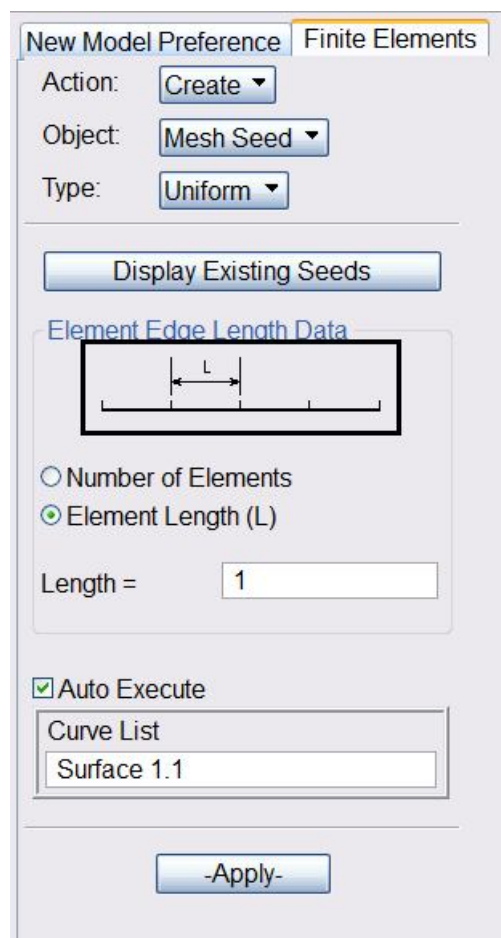 New Model Preference Finite Elements
Action: Create
Object: Mesh Seed
Type: Uniform
Display Existing Seeds
Element Edge Length Data
L
Number of Elements
Element Length (L)
Length = 1
Auto Execute
Curve List
Surface 1.1
-Apply-